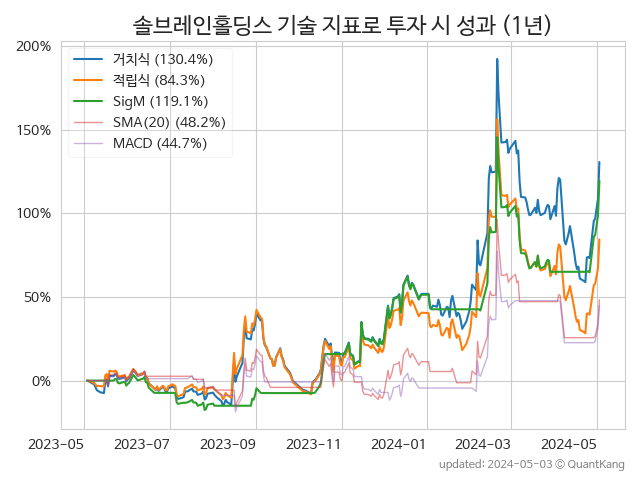 솔브레인홀딩스 기술 지표로 투자 시 성과 (1년)
200%
150%
100%
50%
0%
거치식 (130.4%)
적립식 (84.3%)
SigM (119.1%)
SMA(20) (48.2%)
MACD (44.7%)
2023-05
2023-07
2023-09
2023-11
2024-01
2024-03
2024-05
updated: 2024-05-03 © QuantKang